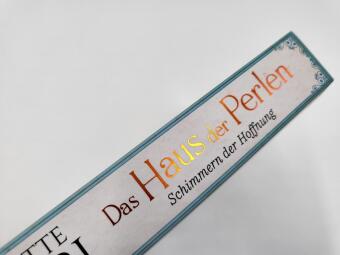 Das Haus der Perlen
Schimmern der Hoffnung